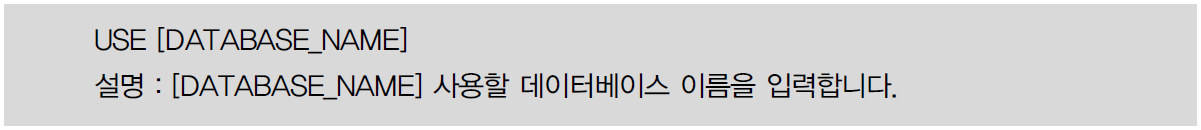 USE [DATABASE_NAME]
설명 : [DATABASE_NAME] 사용할 데이터베이스 이름을 입력합니다.